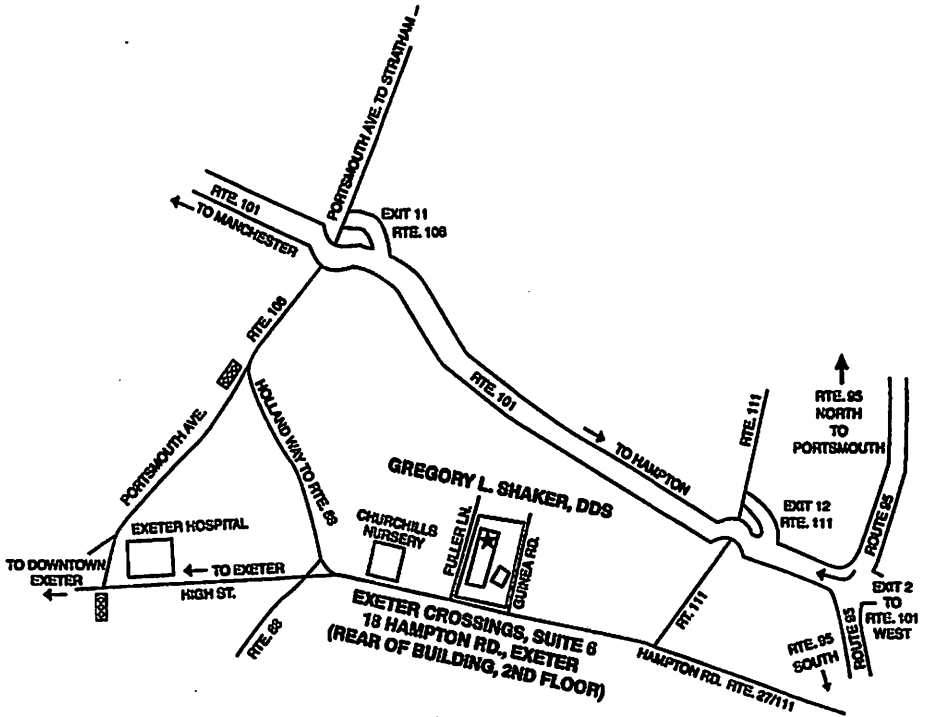 PORTSMOUTH AVE. TO STRATHAM
RTE. 101
TO MANCHESTER
EXIT 11
RTE. 108
RTE. 108
PORTSMOUTH AVE.
HOLLAND WAY TO RTE. 88
RTE. 101
TO HAMPTON
RTE. 111
RTE. 95
NORTH
TO
PORTSMOUTH
EXIT 12
RTE. 111
ROUTE 95
EXIT 2
TO
RTE. 101
WEST
ROUTE 95
RTE. 95
SOUTH
GREGORY L. SHAKER, DDS
EXETER HOSPITAL
CHURCHILLS
NURSERY
FULLER LN.
GUINEA RD.
TO DOWNTOWN
EXETER
TO EXETER
HIGH ST.
RTE. 88
RT. 111
HAMPTON RD. RTE. 27/111
EXETER CROSSINGS, SUITE 6
18 HAMPTON RD., EXETER
(REAR OF BUILDING, 2ND FLOOR)